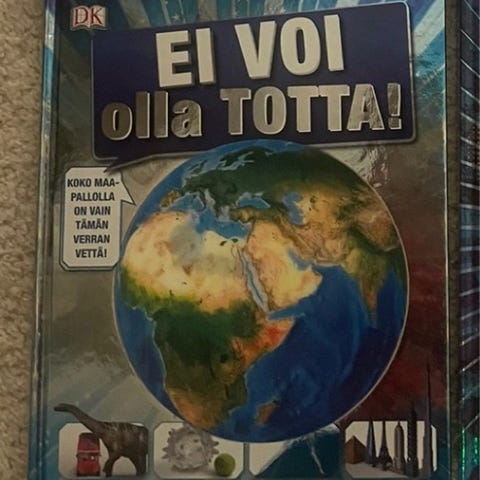 DK
EI VOI
olla TOTTA!
KOKO MAA-
PALLOLLA
ON VAIN
TÄMÄN
VERRAN
VETTÄ!